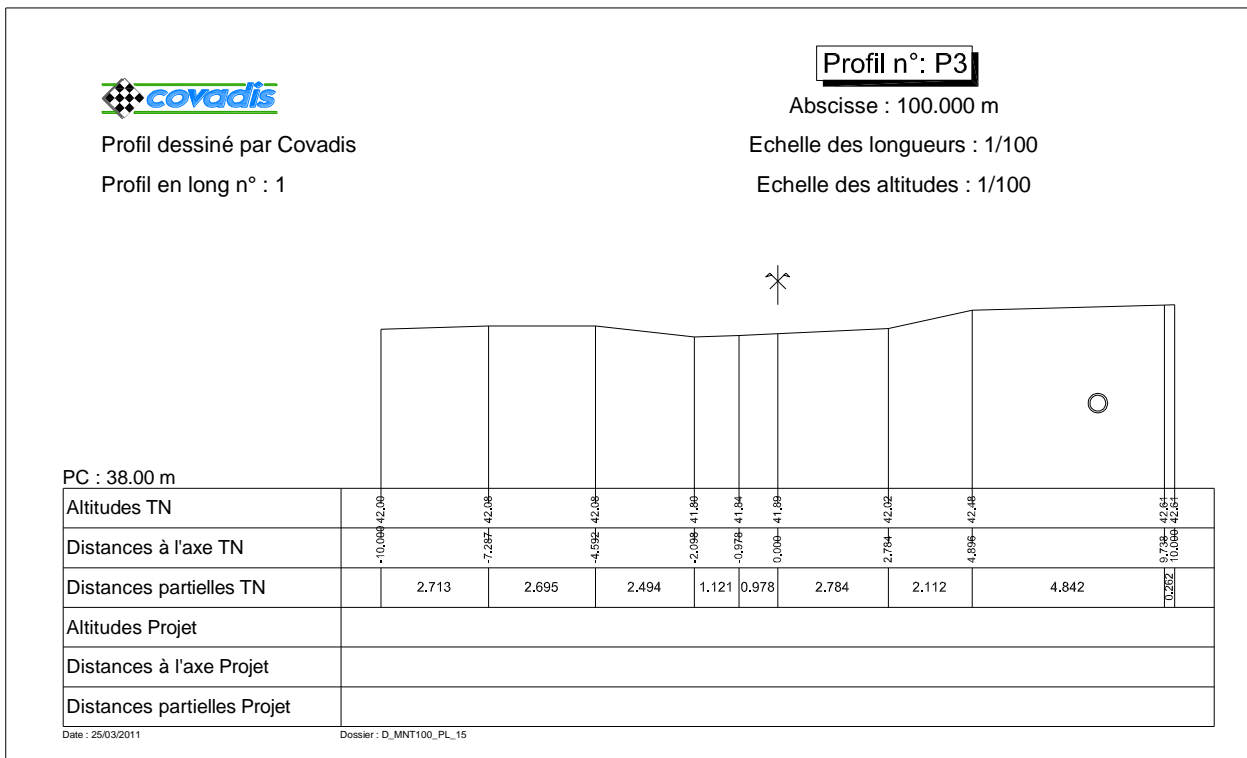 covadis
Profil dessiné par Covadis
Profil en long n° : 1
Profil n°: P3
Abscisse : 100.000 m
Echelle des longueurs : 1/100
Echelle des altitudes : 1/100
PC : 38.00 m
Altitudes TN 42.00 42.08 42.08 41.80 41.84 41.89 42.02 42.48 42.61 42.61
Distances à l'axe TN -10.000 -7.287 -4.592 -2.098 -0.978 0.000 2.784 4.896 9.738 10.000
Distances partielles TN 2.713 2.695 2.494 1.121 0.978 2.784 2.112 4.842 0.262
Altitudes Projet
Distances à l'axe Projet
Distances partielles Projet
Date : 25/03/2011 Dossier : D_MNT100_PL_15